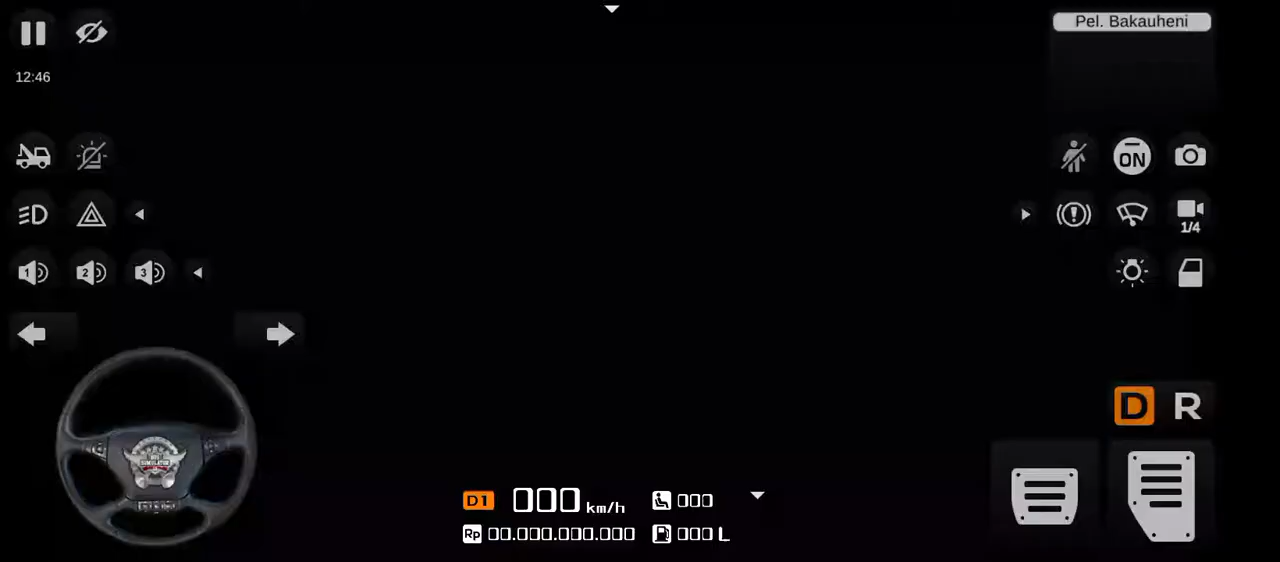 Pel. Bakauheni
12:46
ON
1/4
1
2
3
D R
D1 000 km/h 000
Rp 00.000.000.000 000 L